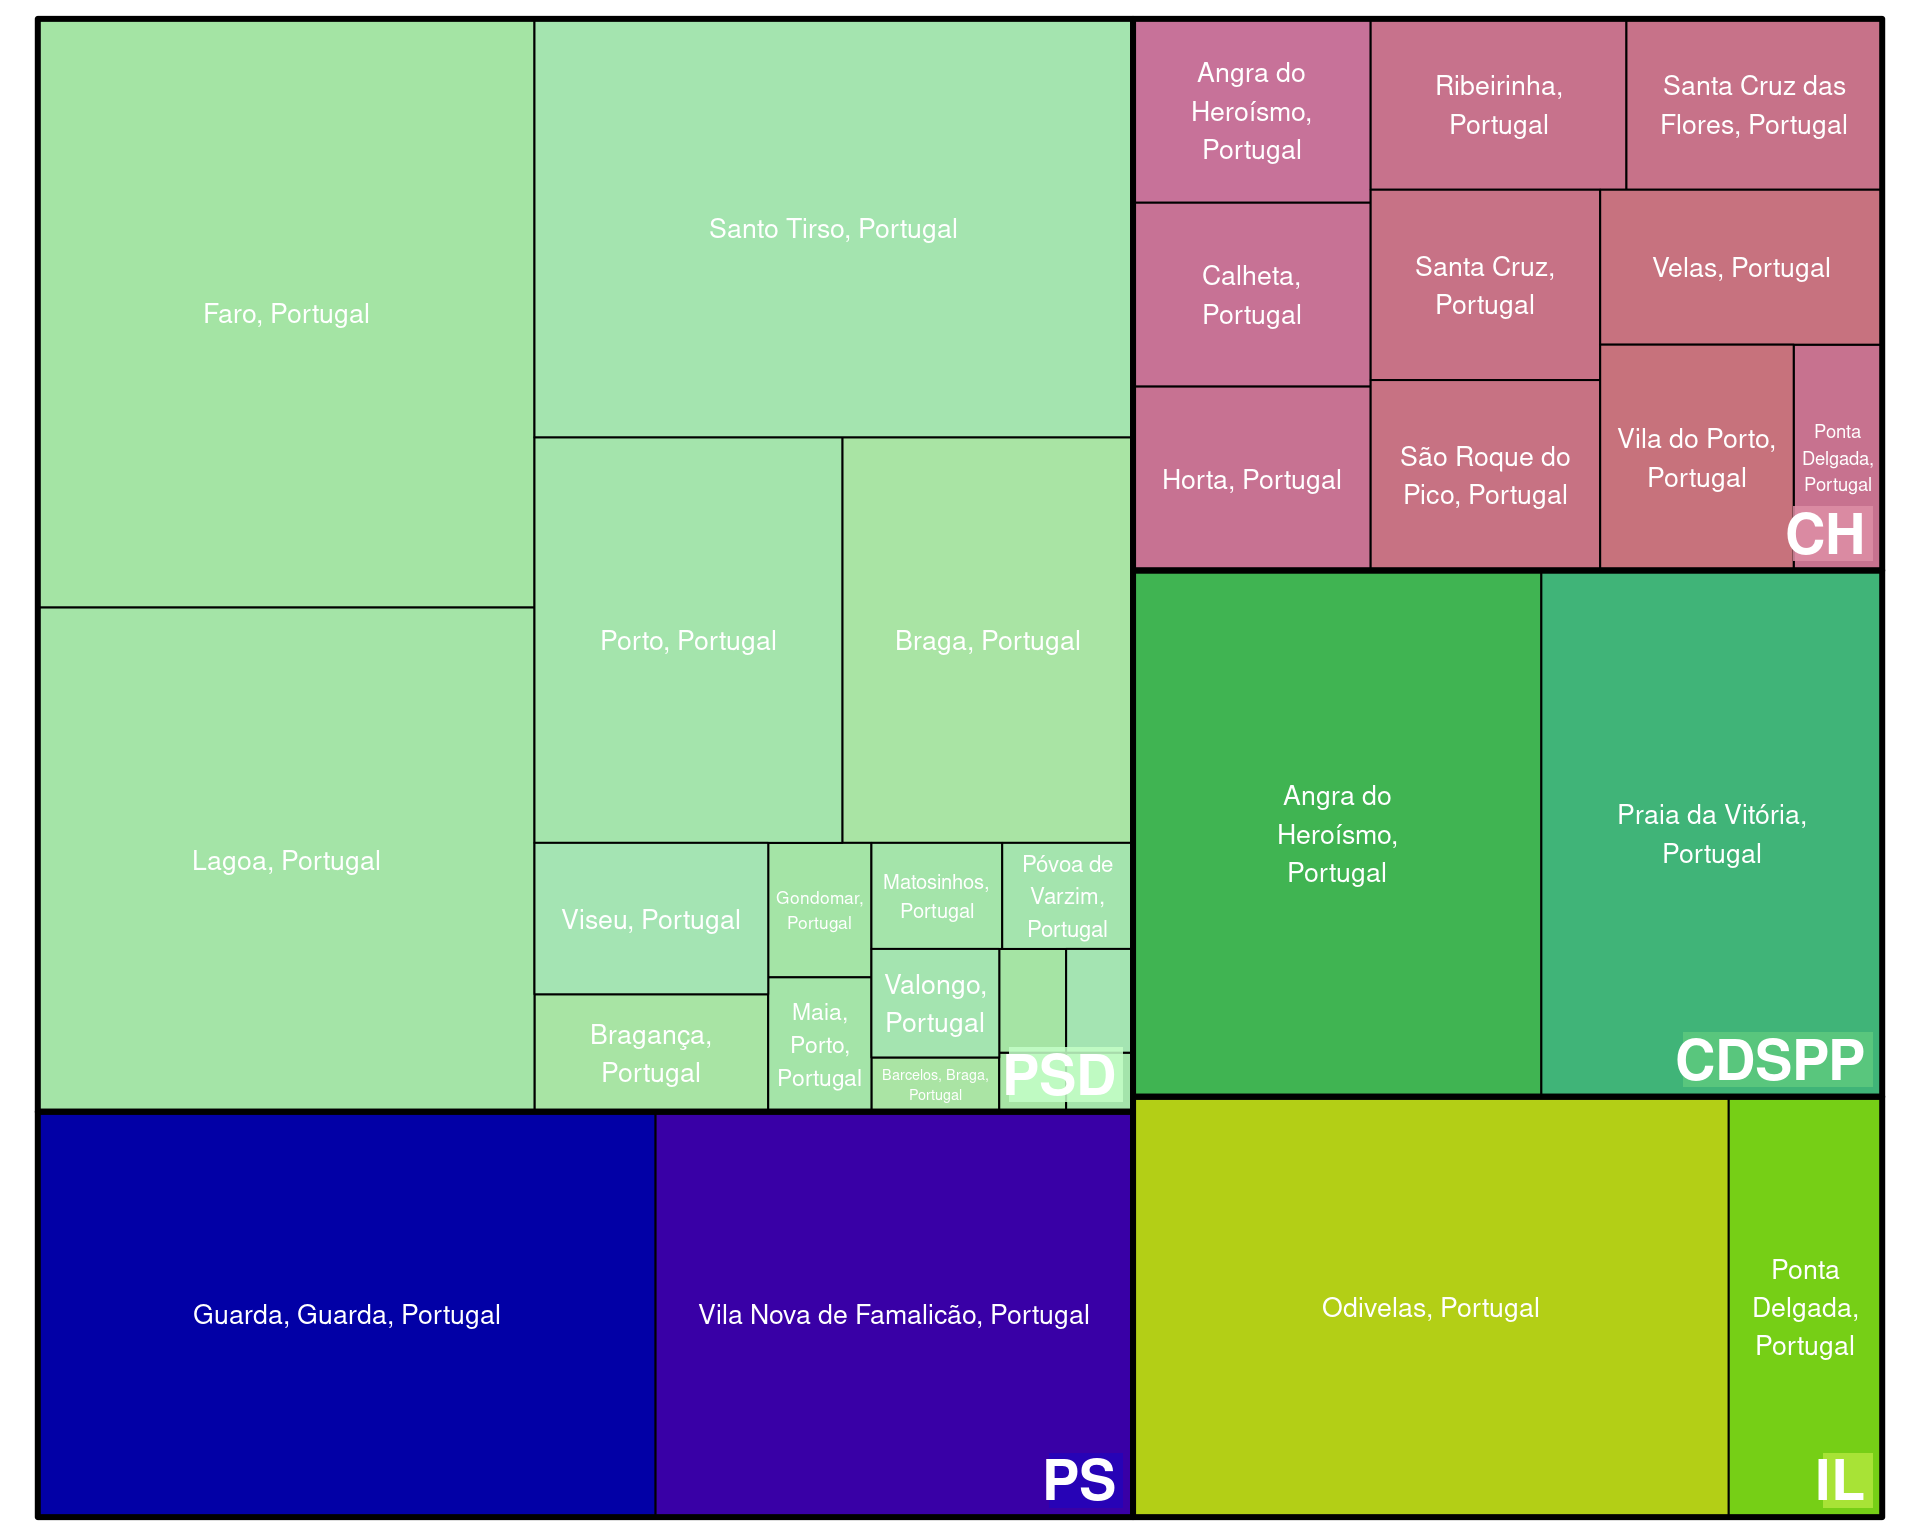 Faro, Portugal
Lagoa, Portugal
Santo Tirso, Portugal
Porto, Portugal
Braga, Portugal
Viseu, Portugal
Bragança,
Portugal
Gondomar,
Portugal
Maia,
Porto,
Portugal
Matosinhos,
Portugal
Póvoa de
Varzim,
Portugal
Valongo,
Portugal
Barcelos, Braga,
Portugal
PSD
Guarda, Guarda, Portugal
Vila Nova de Famalicão, Portugal
PS
Angra do
Heroísmo,
Portugal
Calheta,
Portugal
Horta, Portugal
Ribeirinha,
Portugal
Santa Cruz das
Flores, Portugal
Santa Cruz,
Portugal
São Roque do
Pico, Portugal
Velas, Portugal
Vila do Porto,
Portugal
Ponta
Delgada,
Portugal
CH
Angra do
Heroísmo,
Portugal
Praia da Vitória,
Portugal
CDSPP
Odivelas, Portugal
Ponta
Delgada,
Portugal
IL